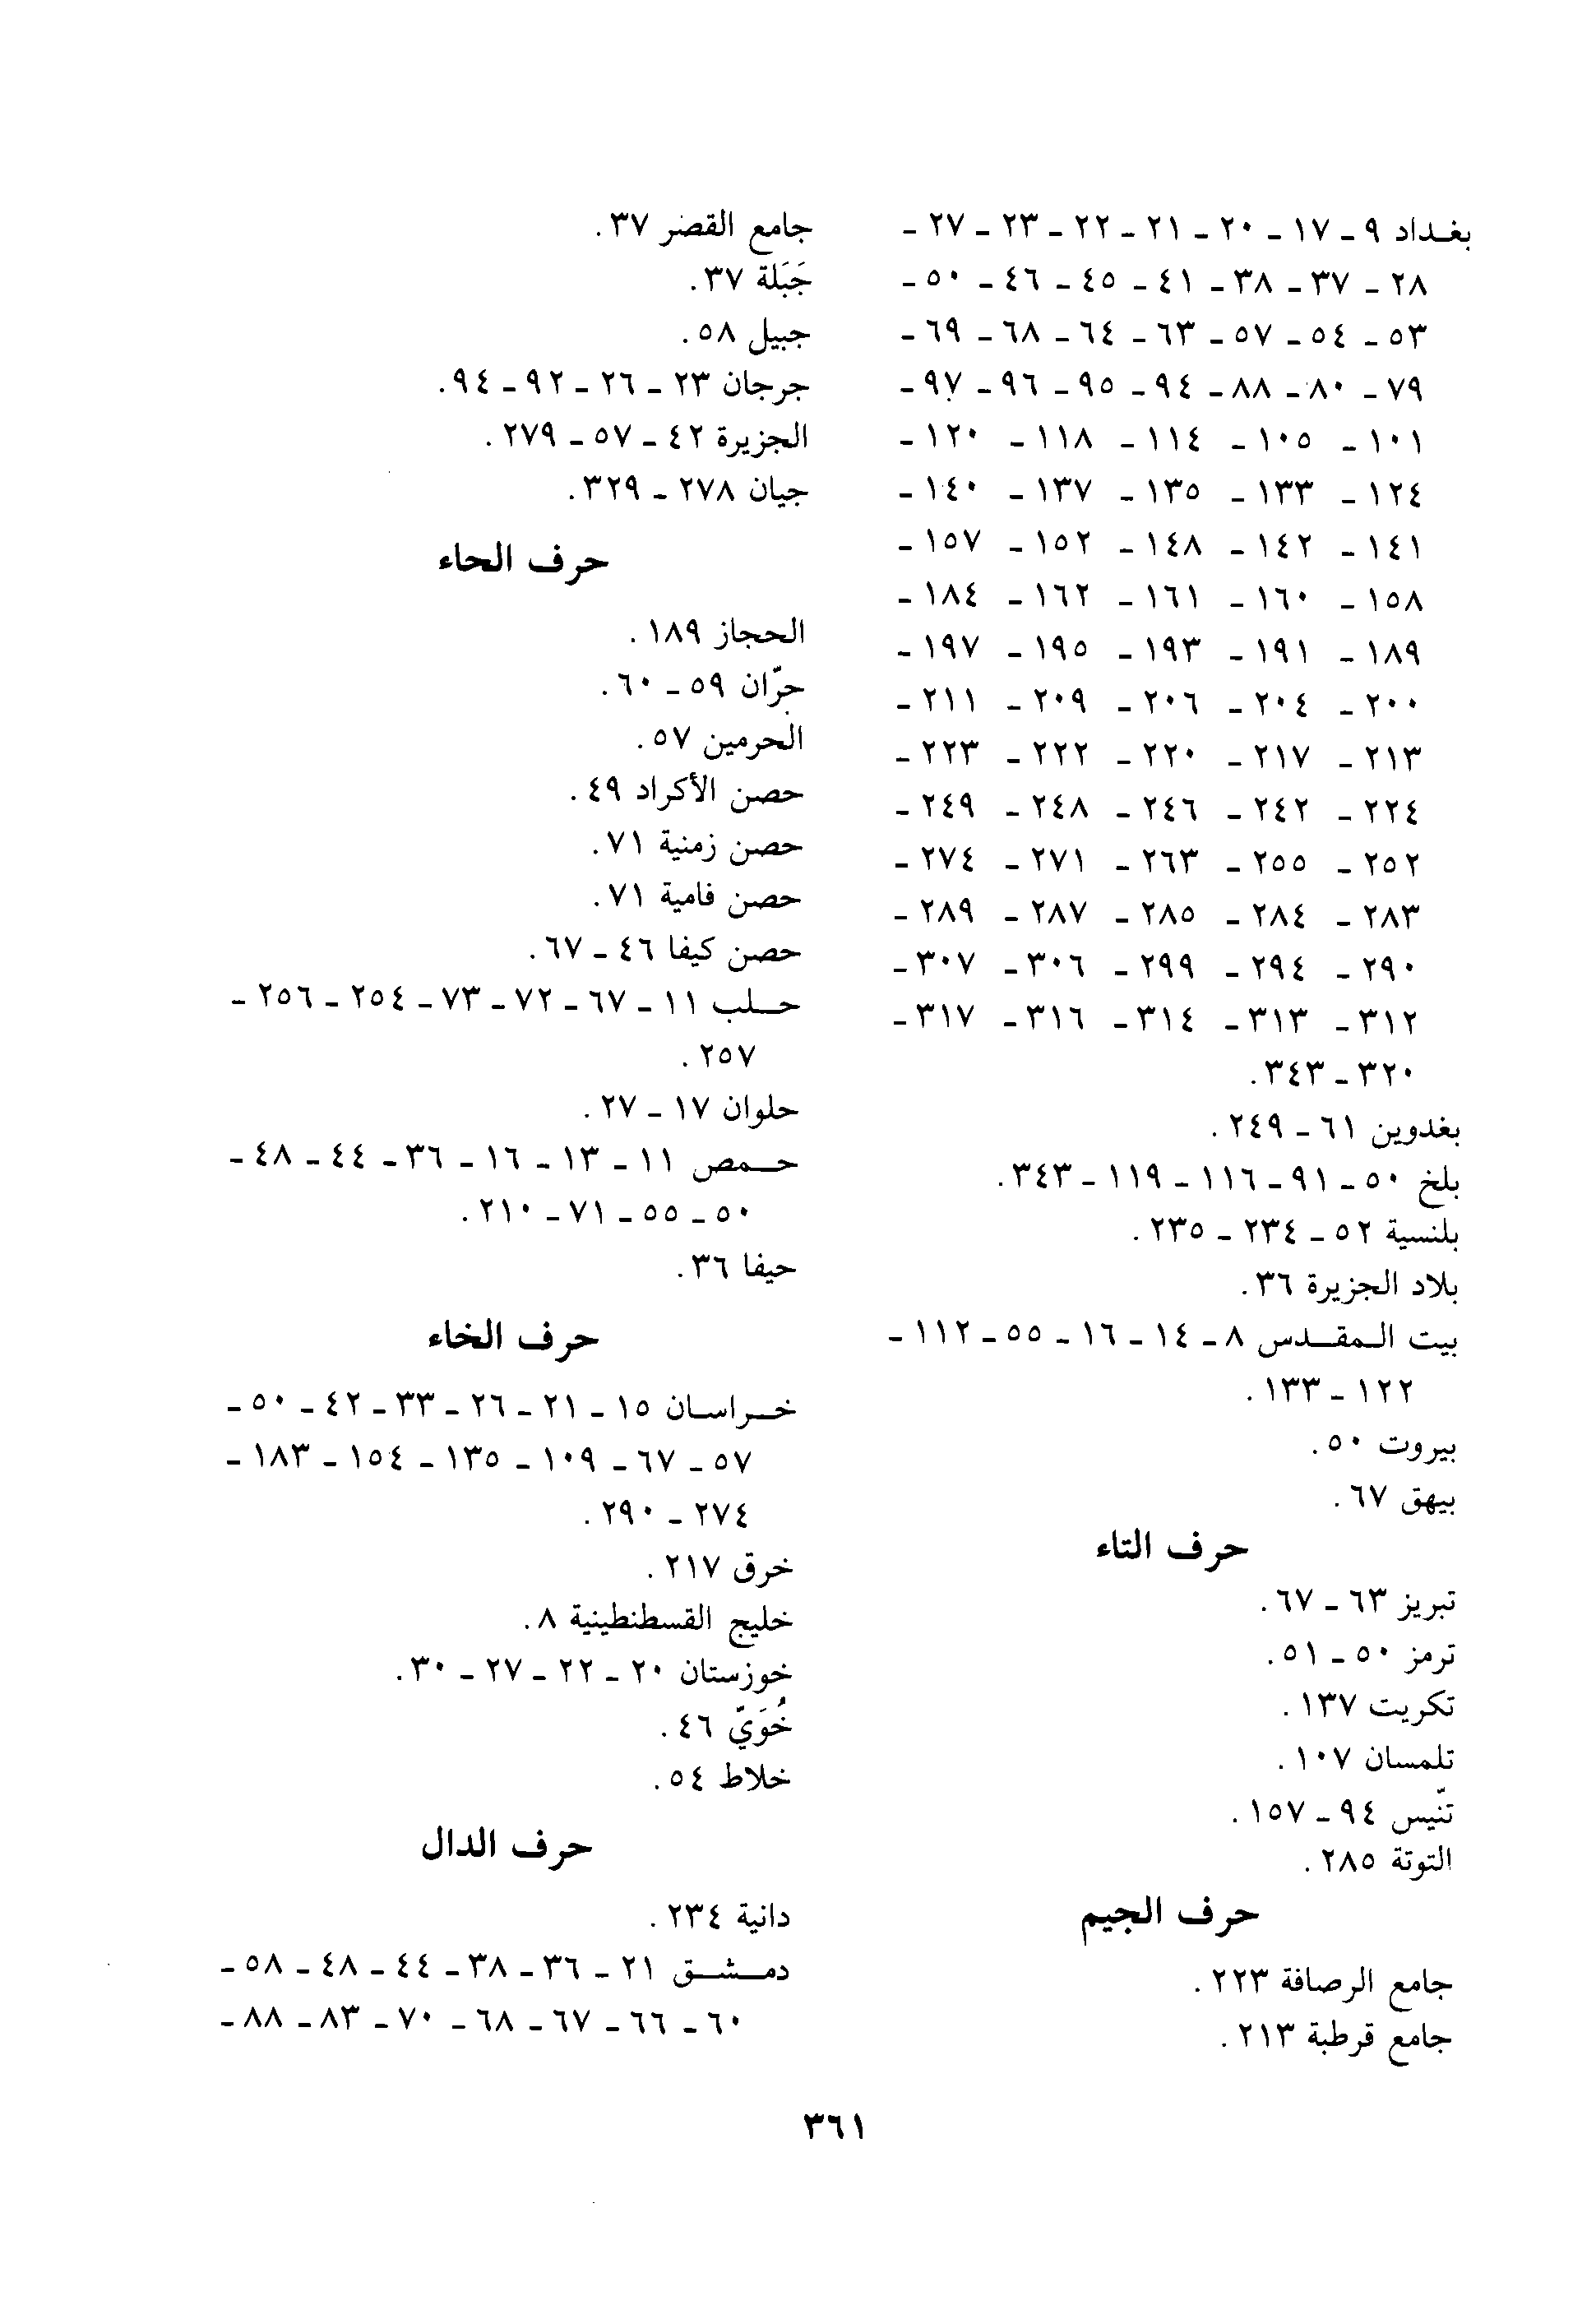 بغـداد ٩ ـ ١٧ ـ ٢٠ ـ ٢١ ـ ٢٢ ـ ٢٣ ـ ٢٧ ـ
٢٨ ـ ٣٧ ـ ٣٨ ـ ٤١ ـ ٤٥ ـ ٤٦ ـ ٥٠ ـ
٥٣ ـ ٥٤ ـ ٥٧ ـ ٦٣ ـ ٦٤ ـ ٦٨ ـ ٦٩ ـ
٧٩ ـ ٨٠ ـ ٨٨ ـ ٩٤ ـ ٩٥ ـ ٩٦ ـ ٩٧ ـ
١٠١ ـ ١٠٥ ـ ١١٤ ـ ١١٨ ـ ١٢٠ ـ
١٢٤ ـ ١٣٣ ـ ١٣٥ ـ ١٣٧ ـ ١٤٠ ـ
١٤١ ـ ١٤٢ ـ ١٤٨ ـ ١٥٢ ـ ١٥٧ ـ
١٥٨ ـ ١٦٠ ـ ١٦١ ـ ١٦٢ ـ ١٨٤ ـ
١٨٩ ـ ١٩١ ـ ١٩٣ ـ ١٩٥ ـ ١٩٧ ـ
٢٠٠ ـ ٢٠٤ ـ ٢٠٦ ـ ٢٠٩ ـ ٢١١ ـ
٢١٣ ـ ٢١٧ ـ ٢٢٠ ـ ٢٢٢ ـ ٢٢٣ ـ
٢٢٤ ـ ٢٤٢ ـ ٢٤٦ ـ ٢٤٨ ـ ٢٤٩ ـ
٢٥٢ ـ ٢٥٥ ـ ٢٦٣ ـ ٢٧١ ـ ٢٧٤ ـ
٢٨٣ ـ ٢٨٤ ـ ٢٨٥ ـ ٢٨٧ ـ ٢٨٩ ـ
٢٩٠ ـ ٢٩٤ ـ ٢٩٩ ـ ٣٠٦ ـ ٣٠٧ ـ
٣١٢ ـ ٣١٣ ـ ٣١٤ ـ ٣١٦ ـ ٣١٧ ـ
٣٢٠ ـ ٣٤٣.
بغدوين ٦١ ـ ٢٤٩.
بلخ ٥٠ ـ ٩١ ـ ١١٦ ـ ١١٩ ـ ٣٤٣.
بلنسية ٥٢ ـ ٢٣٤ ـ ٢٣٥.
بلاد الجزيرة ٣٦.
بيت الـمقـدس ٨ ـ ١٤ ـ ١٦ ـ ٥٥ ـ ١١٢ ـ
١٢٢ ـ ١٣٣.
بيروت ٥٠.
بيهق ٦٧.
حرف التاء
تبريز ٦٣ ـ ٦٧.
ترمز ٥٠ ـ ٥١.
تكريت ١٣٧.
تلمسان ١٠٧.
تنّيس ٩٤ ـ ١٥٧.
التوتة ٢٨٥.
حرف الجيم
جامع الرصافة ٢٢٣.
جامع قرطبة ٢١٣.
جامع القصر ٣٧.
جَبَلة ٣٧.
جبيل ٥٨.
جرجان ٢٣ ـ ٢٦ ـ ٩٢ ـ ٩٤.
الجزيرة ٤٢ ـ ٥٧ ـ ٢٧٩.
جيان ٢٧٨ ـ ٣٢٩.
حرف الحاء
الحجاز ١٨٩.
حرّان ٥٩ ـ ٦٠.
الحرمين ٥٧.
حصن الأكراد ٤٩.
حصن زمنية ٧١.
حصن فامية ٧١.
حصن كيفا ٤٦ ـ ٦٧.
حـلب ١١ ـ ٦٧ ـ ٧٢ ـ ٧٣ ـ ٢٥٤ ـ ٢٥٦ ـ
٢٥٧.
حلوان ١٧ ـ ٢٧.
حـمص ١١ ـ ١٣ ـ ١٦ ـ ٣٦ ـ ٤٤ ـ ٤٨ ـ
٥٠ ـ ٥٥ ـ ٧١ ـ ٢١٠.
حيفا ٣٦.
حرف الخاء
خـراسـان ١٥ ـ ٢١ ـ ٢٦ ـ ٣٣ ـ ٤٢ ـ ٥٠ ـ
٥٧ ـ ٦٧ ـ ١٠٩ ـ ١٣٥ ـ ١٥٤ ـ ١٨٣ ـ
٢٧٤ ـ ٢٩٠.
خرق ٢١٧.
خليج القسطنطينية ٨.
خوزستان ٢٠ ـ ٢٢ ـ ٢٧ ـ ٣٠.
خُوَيّ ٤٦.
خلاط ٥٤.
حرف الدال
دانية ٢٣٤.
دمـشـق ٢١ ـ ٣٦ ـ ٣٨ ـ ٤٤ ـ ٤٨ ـ ٥٨ ـ
٦٠ ـ ٦٦ ـ ٦٧ ـ ٦٨ ـ ٧٠ ـ ٨٣ ـ ٨٨ ـ
٣٦١